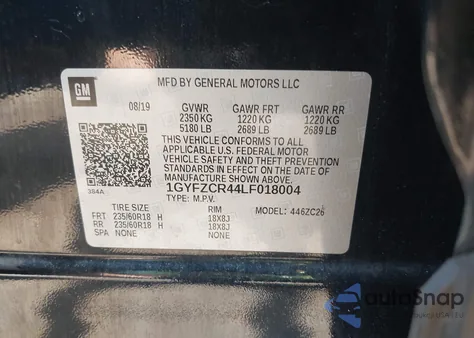 GM
MFD BY GENERAL MOTORS LLC
08/19 GVWR GAWR FRT GAWR RR
2350 KG 1220 KG 1220 KG
5180 LB 2689 LB 2689 LB
THIS VEHICLE CONFORMS TO ALL
APPLICABLE U.S. FEDERAL MOTOR
VEHICLE SAFETY AND THEFT PREVENTION
STANDARDS IN EFFECT ON THE DATE OF
MANUFACTURE SHOWN ABOVE.
384A 1GYFZCR44LF018004
TYPE: M.P.V.
TIRE SIZE RIM MODEL: 446ZC26
FRT 235/60R18 H 18X8J
RR 235/60R18 H 18X8J
SPA NONE NONE
autoSnap